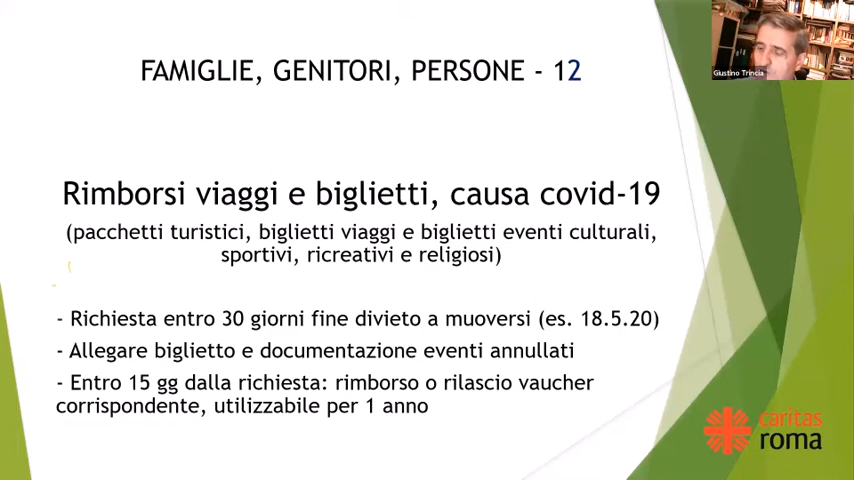 FAMIGLIE, GENITORI, PERSONE - 12
Giustino Trincia
Rimborsi viaggi e biglietti, causa covid-19
(pacchetti turistici, biglietti viaggi e biglietti eventi culturali,
sportivi, ricreativi e religiosi)
(
-
- Richiesta entro 30 giorni fine divieto a muoversi (es. 18.5.20)
- Allegare biglietto e documentazione eventi annullati
- Entro 15 gg dalla richiesta: rimborso o rilascio vaucher
corrispondente, utilizzabile per 1 anno
caritas
roma